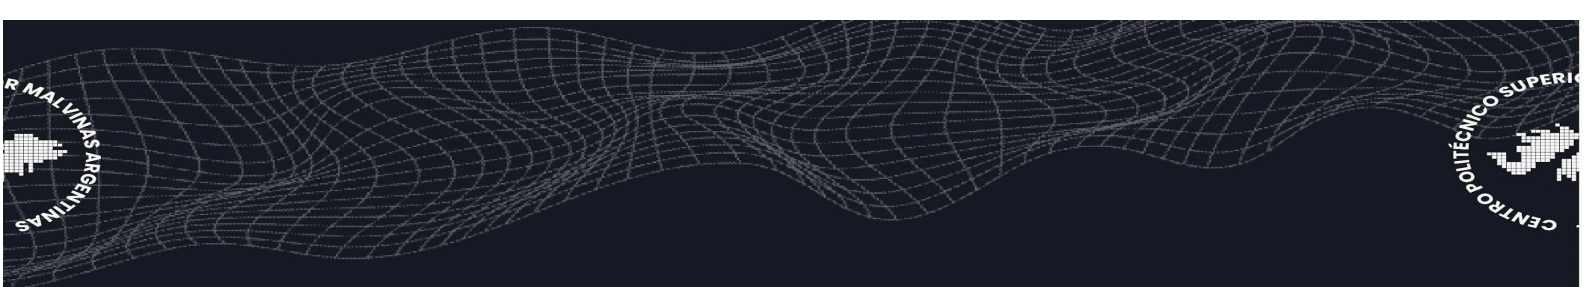 R MALVINAS ARGENTINAS
CENTRO POLITÉCNICO SUPERIO